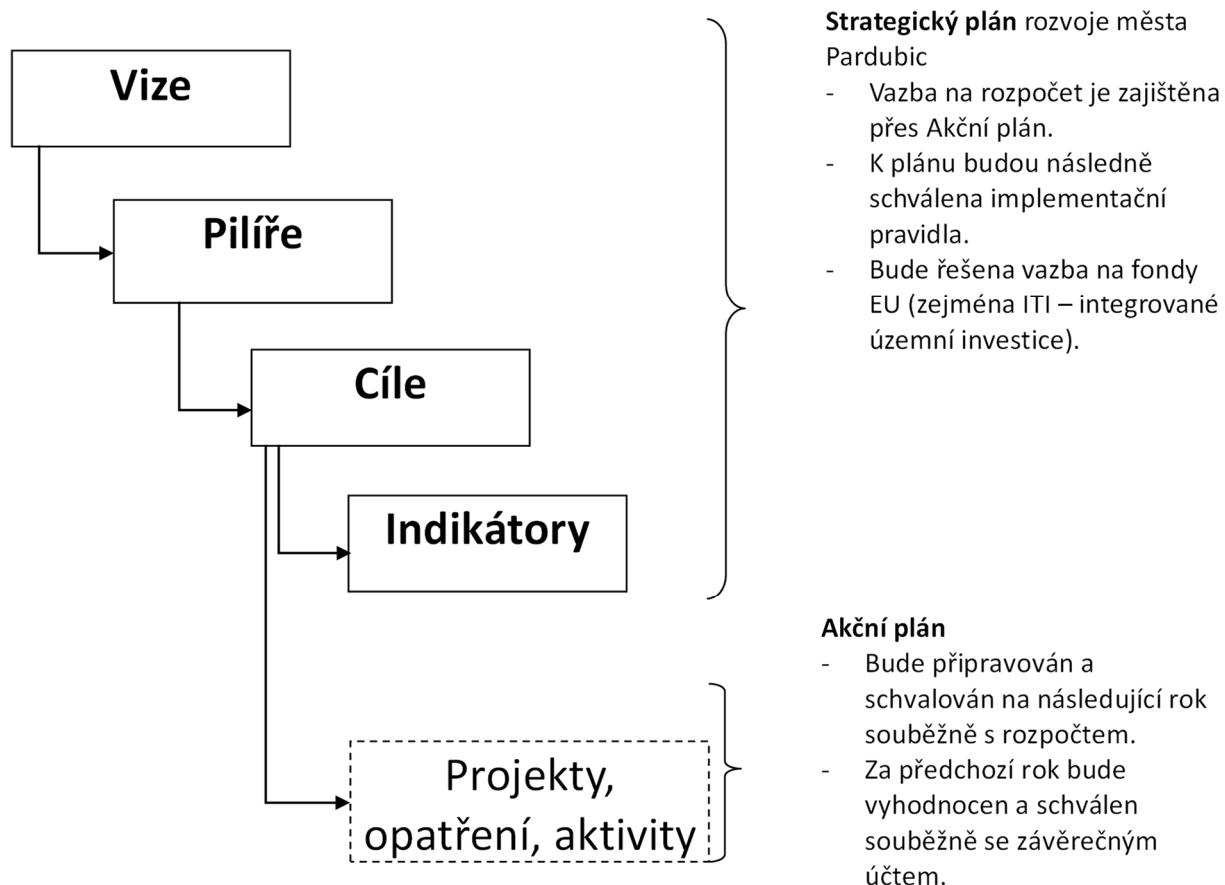 Vize
Pilíře
Cíle
Indikátory
Projekty,
opatření, aktivity
Strategický plán rozvoje města
Pardubic
- Vazba na rozpočet je zajištěna
přes Akční plán.
- K plánu budou následně
schválena implementační
pravidla.
- Bude řešena vazba na fondy
EU (zejména ITI – integrované
územní investice).
Akční plán
- Bude připravován a
schvalován na následující rok
souběžně s rozpočtem.
- Za předchozí rok bude
vyhodnocen a schválen
souběžně se závěrečným
účtem.